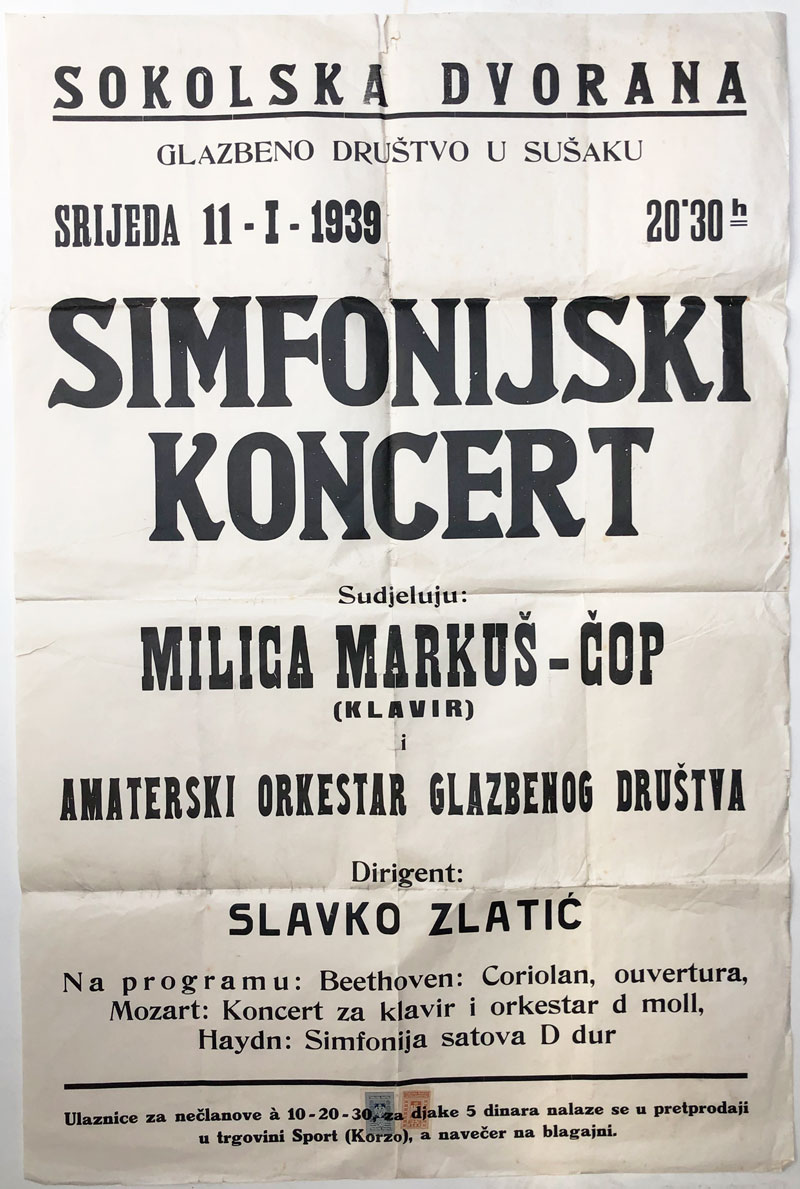 SOKOLSKA DVORANA
GLAZBENO DRUŠTVO U SUŠAKU
SRIJEDA 11 - I - 1939 20·30 h
SIMFONIJSKI
KONCERT
Sudjeluju:
MILICA MARKUŠ - ČOP
(KLAVIR)
i
AMATERSKI ORKESTAR GLAZBENOG DRUŠTVA
Dirigent:
SLAVKO ZLATIĆ
Na programu: Beethoven: Coriolan, ouvertura,
Mozart: Koncert za klavir i orkestar d moll,
Haydn: Simfonija satova D dur
Ulaznice za nečlanove à 10 - 20 - 30, za djake 5 dinara nalaze se u pretprodaji
u trgovini Sport (Korzo), a navečer na blagajni.